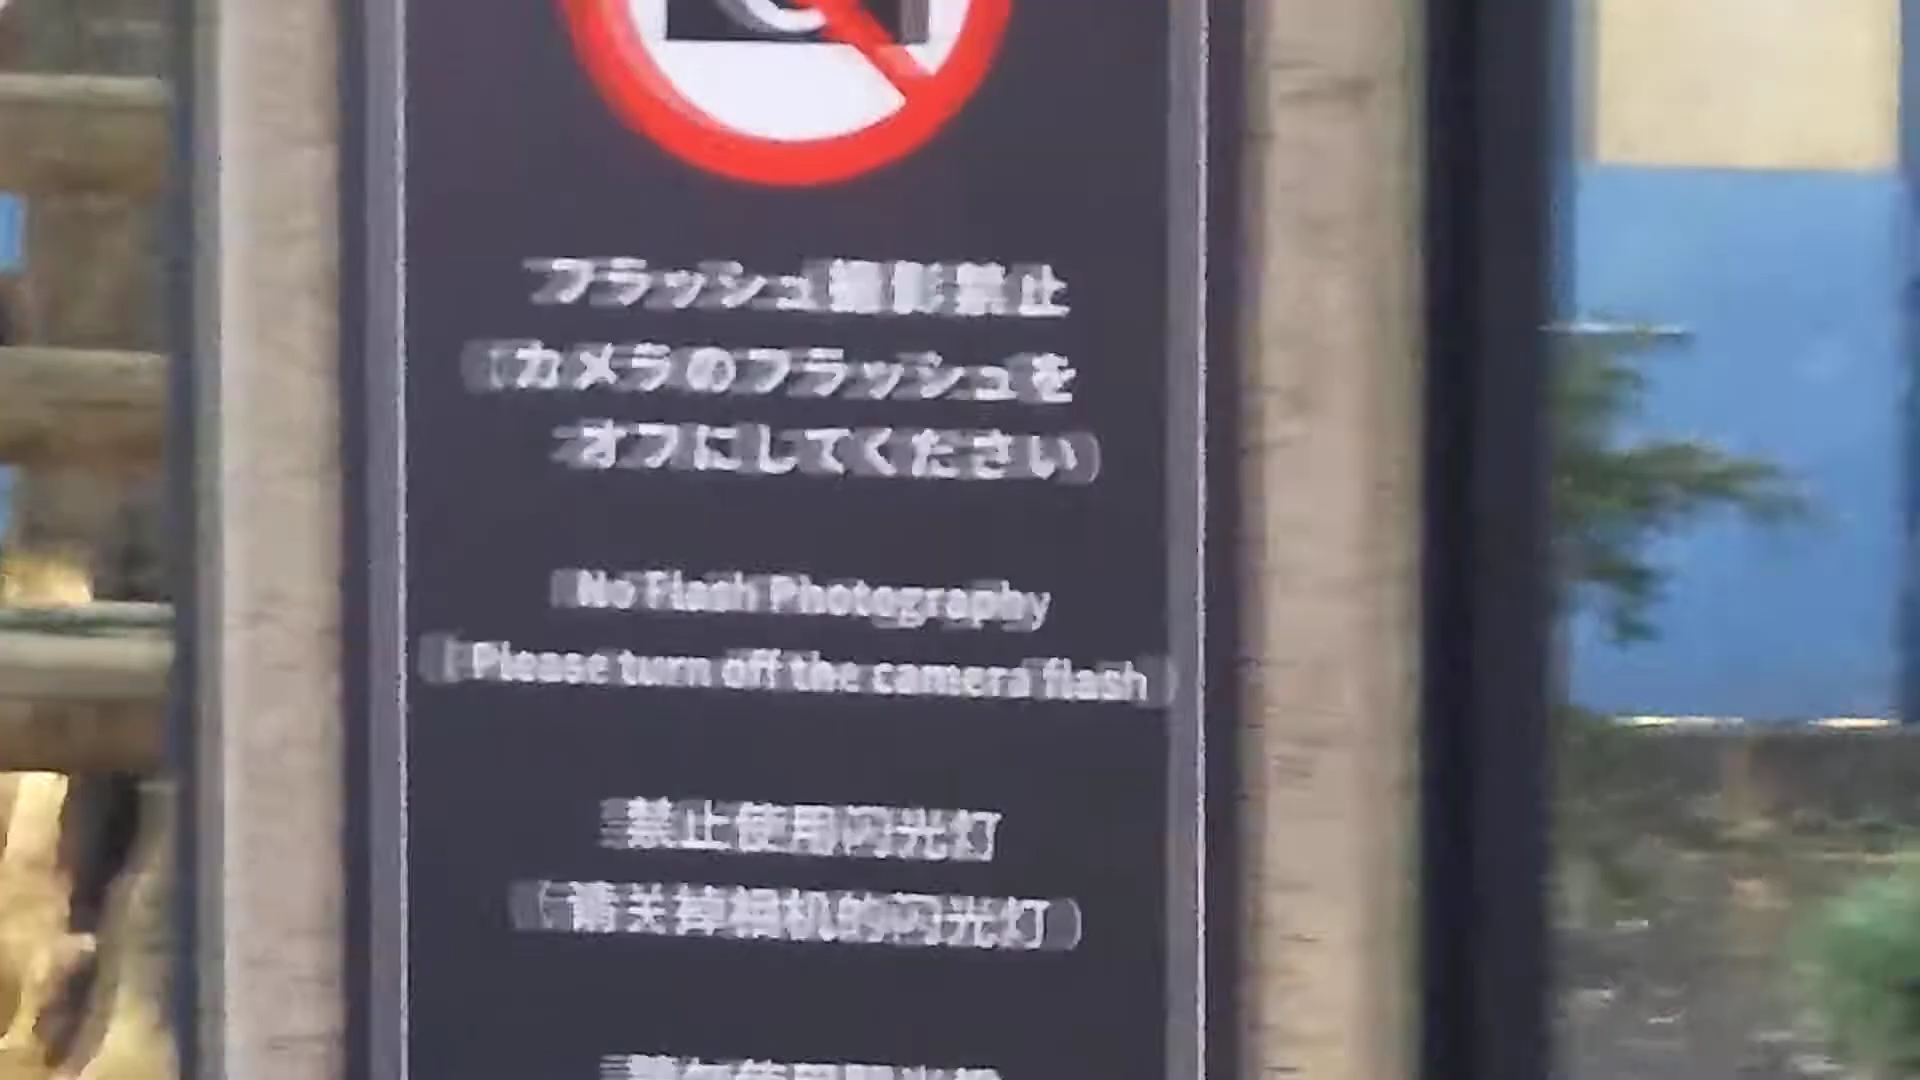 フラッシュ撮影禁止
（カメラのフラッシュを
オフにしてください）
No Flash Photography
（Please turn off the camera flash）
禁止使用闪光灯
（请关掉相机的闪光灯）